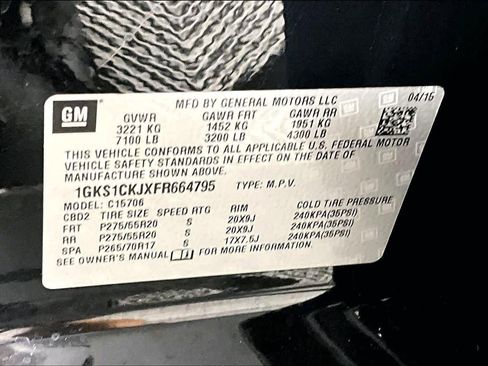 GM
MFD BY GENERAL MOTORS LLC 04/15
GVWR GAWR FRT GAWR RR
3221 KG 1452 KG 1951 KG
7100 LB 3200 LB 4300 LB
THIS VEHICLE CONFORMS TO ALL APPLICABLE U.S. FEDERAL MOTOR
VEHICLE SAFETY STANDARDS IN EFFECT ON THE DATE OF
MANUFACTURE SHOWN ABOVE.
1GKS1CKJXFR664795 TYPE: M.P.V.
MODEL: C15706
CBD2 TIRE SIZE SPEED RTG RIM COLD TIRE PRESSURE
FRT P275/55R20 S 20X9J 240KPA(35PSI)
RR P275/55R20 S 20X9J 240KPA(35PSI)
SPA P265/70R17 S 17X7.5J 240KPA(35PSI)
SEE OWNER'S MANUAL FOR MORE INFORMATION.